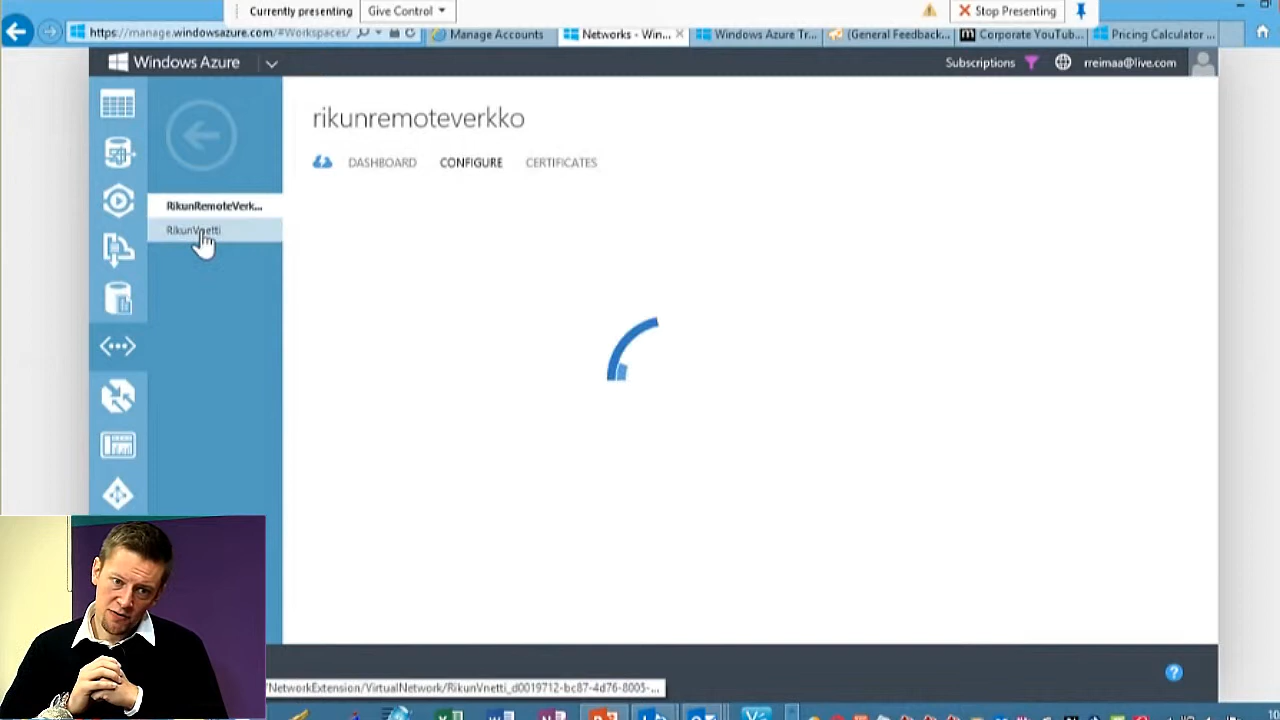 Currently presenting
Give Control
Stop Presenting
https://manage.windowsazure.com/#Workspaces/
Manage Accounts
Networks - Win...
Windows Azure Tr...
(General Feedback...
Corporate YouTub...
Pricing Calculator ...
Windows Azure
Subscriptions
rreimaa@live.com
rikunremoteverkko
DASHBOARD
CONFIGURE
CERTIFICATES
RikunRemoteVerk...
RikunVnetti
/NetworkExtension/VirtualNetwork/RikunVnetti_d0019712-bc87-4d76-8005-...
10